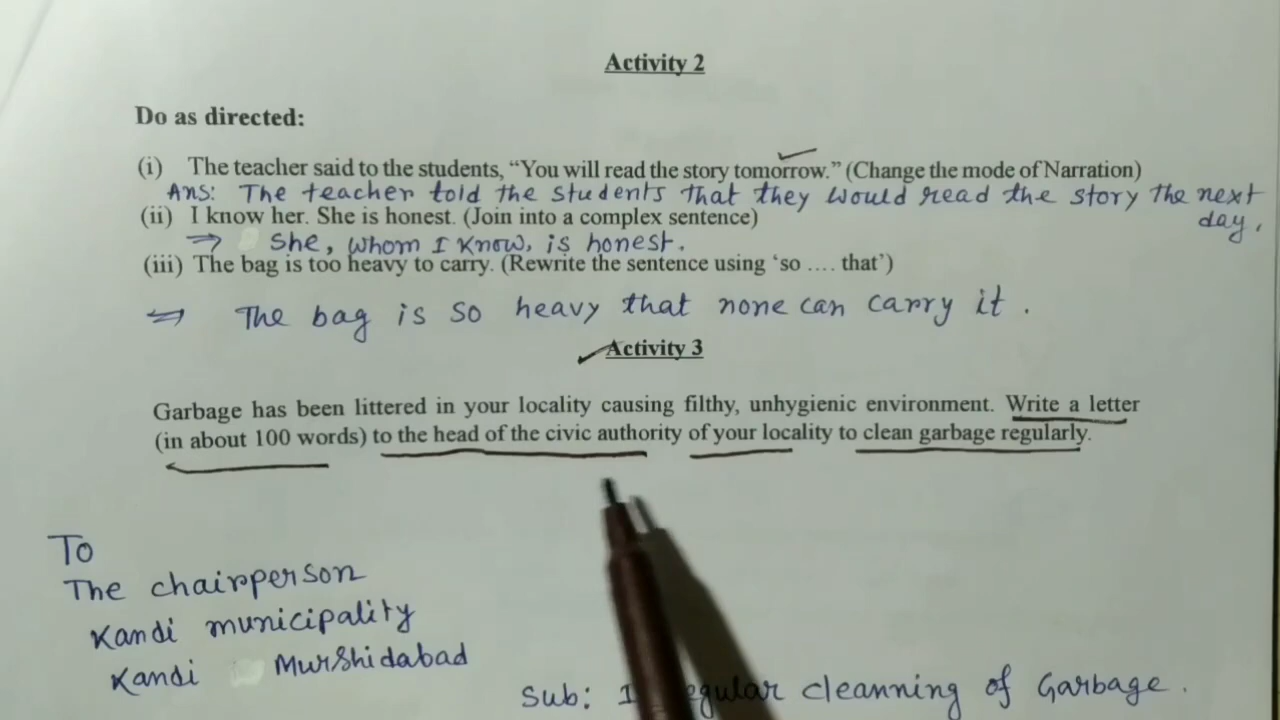 Activity 2
Do as directed:
(i) The teacher said to the students, “You will read the story tomorrow.” (Change the mode of Narration)
Ans: The teacher told the students that they would read the story the next
day.
(ii) I know her. She is honest. (Join into a complex sentence)
⇒ She, whom I know, is honest.
(iii) The bag is too heavy to carry. (Rewrite the sentence using ‘so .... that’)
⇒ The bag is so heavy that none can carry it.
Activity 3
Garbage has been littered in your locality causing filthy, unhygienic environment. Write a letter
(in about 100 words) to the head of the civic authority of your locality to clean garbage regularly.
To
The chairperson
Kandi municipality
Kandi Murshidabad
Sub: cleanning of Garbage.